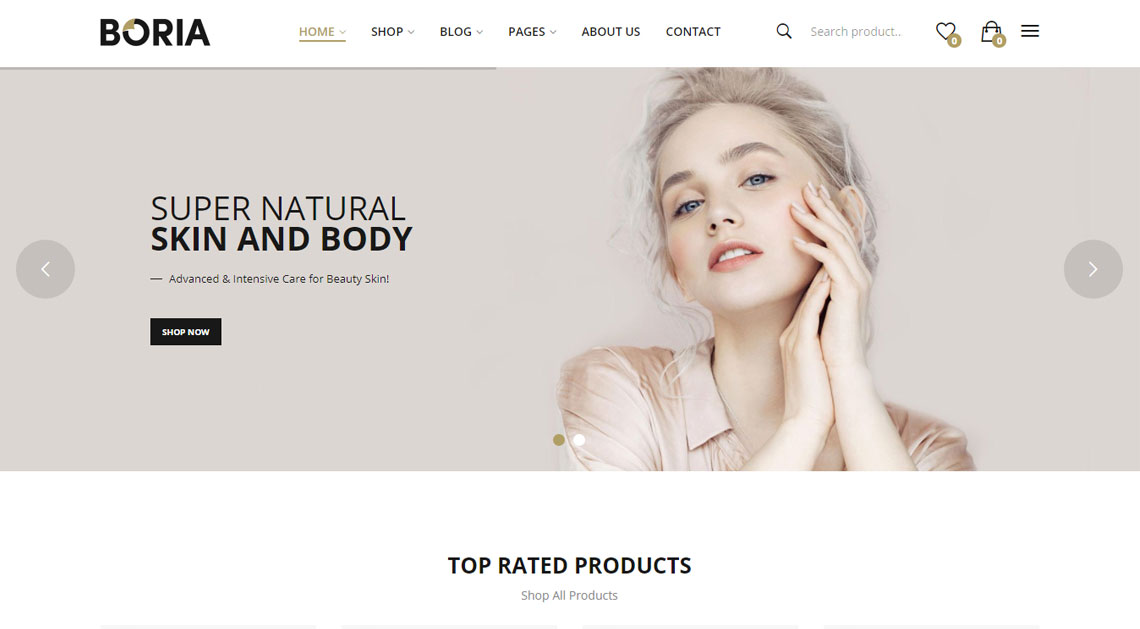 BORIA
HOME SHOP BLOG PAGES ABOUT US CONTACT Search product.. 0 0
SUPER NATURAL
SKIN AND BODY
— Advanced & Intensive Care for Beauty Skin!
SHOP NOW
TOP RATED PRODUCTS
Shop All Products